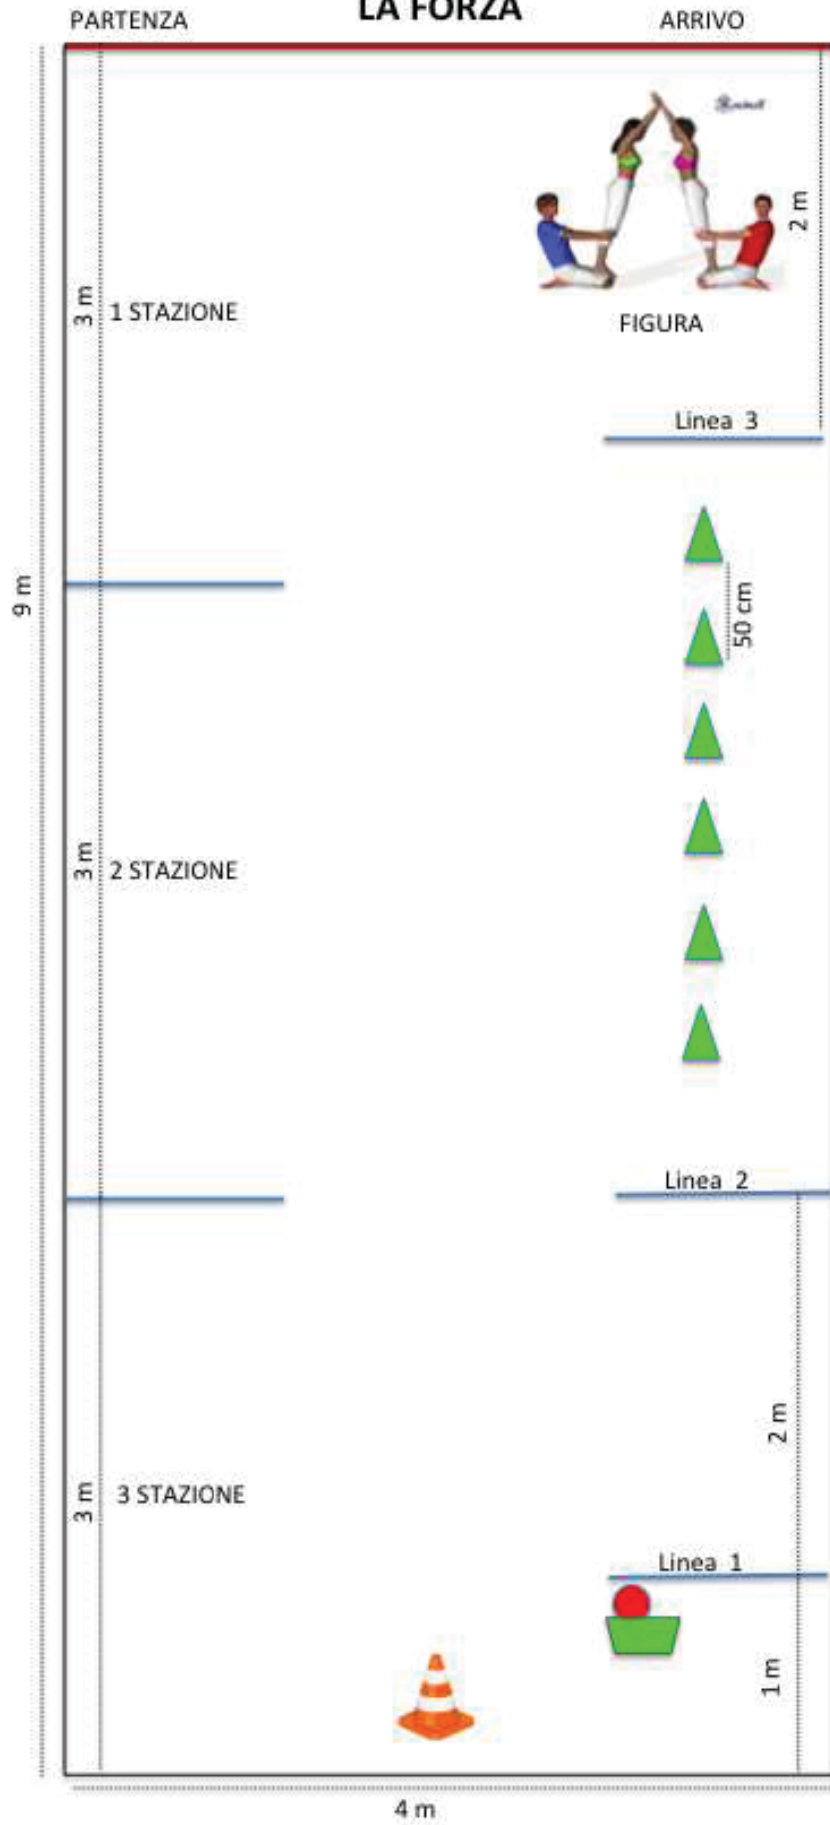 LA FORZA
PARTENZA
ARRIVO
2 m
3 m
1 STAZIONE
FIGURA
Linea 3
9 m
50 cm
3 m
2 STAZIONE
Linea 2
2 m
3 m
3 STAZIONE
Linea 1
1 m
4 m